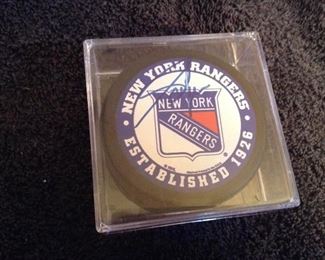 • NEW YORK RANGERS •
NEW YORK
RANGERS
ESTABLISHED 1926